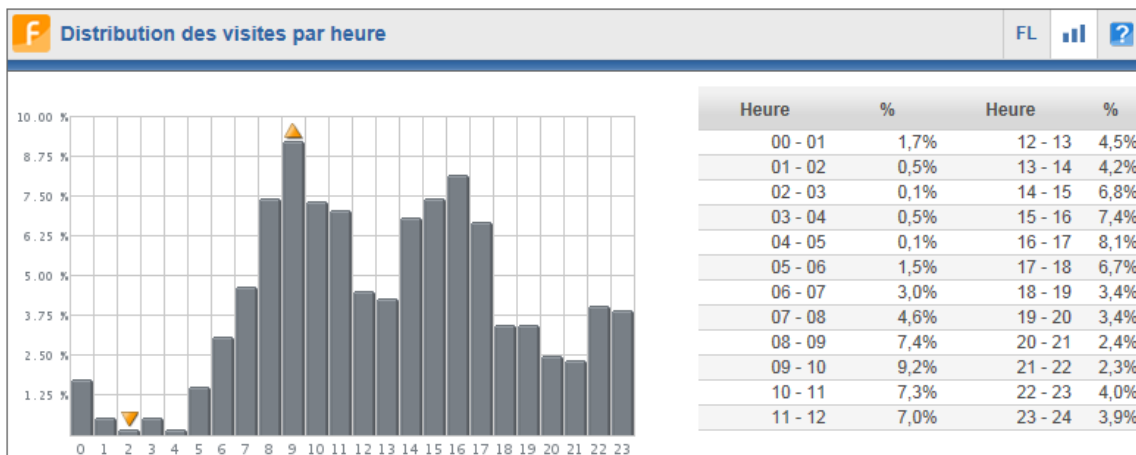 Distribution des visites par heure FL ?
10.00 %
8.75 %
7.50 %
6.25 %
5.00 %
3.75 %
2.50 %
1.25 %
0 1 2 3 4 5 6 7 8 9 10 11 12 13 14 15 16 17 18 19 20 21 22 23
Heure % Heure %
00 - 01 1,7% 12 - 13 4,5%
01 - 02 0,5% 13 - 14 4,2%
02 - 03 0,1% 14 - 15 6,8%
03 - 04 0,5% 15 - 16 7,4%
04 - 05 0,1% 16 - 17 8,1%
05 - 06 1,5% 17 - 18 6,7%
06 - 07 3,0% 18 - 19 3,4%
07 - 08 4,6% 19 - 20 3,4%
08 - 09 7,4% 20 - 21 2,4%
09 - 10 9,2% 21 - 22 2,3%
10 - 11 7,3% 22 - 23 4,0%
11 - 12 7,0% 23 - 24 3,9%